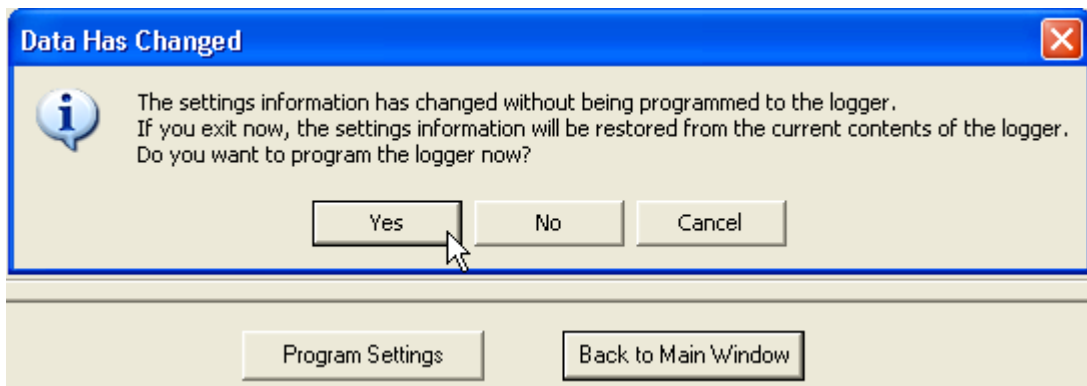 Data Has Changed
The settings information has changed without being programmed to the logger.
If you exit now, the settings information will be restored from the current contents of the logger.
Do you want to program the logger now?
Yes
No
Cancel
Program Settings
Back to Main Window